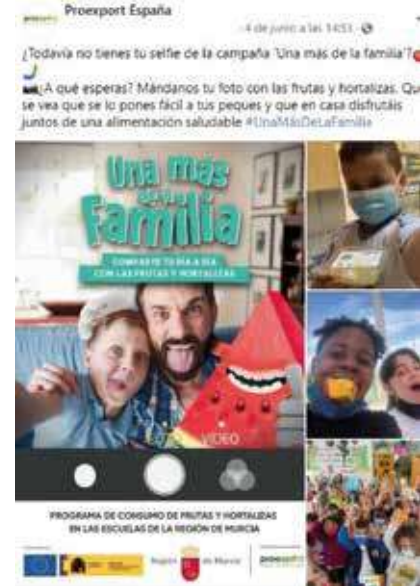 Proexport España
4 de junio a las 14:53
¿Todavía no tienes tu selfie de la campaña 'Una más de la familia'?
¿A qué esperas? Mándanos tu foto con las frutas y hortalizas. Que
se vea que se lo pones fácil a tus peques y que en casa disfrutáis
juntos de una alimentación saludable #UnaMásDeLaFamilia
Una más
de la
Familia
COMPARTE TU DÍA A DÍA
CON LAS FRUTAS Y HORTALIZAS
VIDEO
PROGRAMA DE CONSUMO DE FRUTAS Y HORTALIZAS
EN LAS ESCUELAS DE LA REGIÓN DE MURCIA
Región de Murcia
proexport